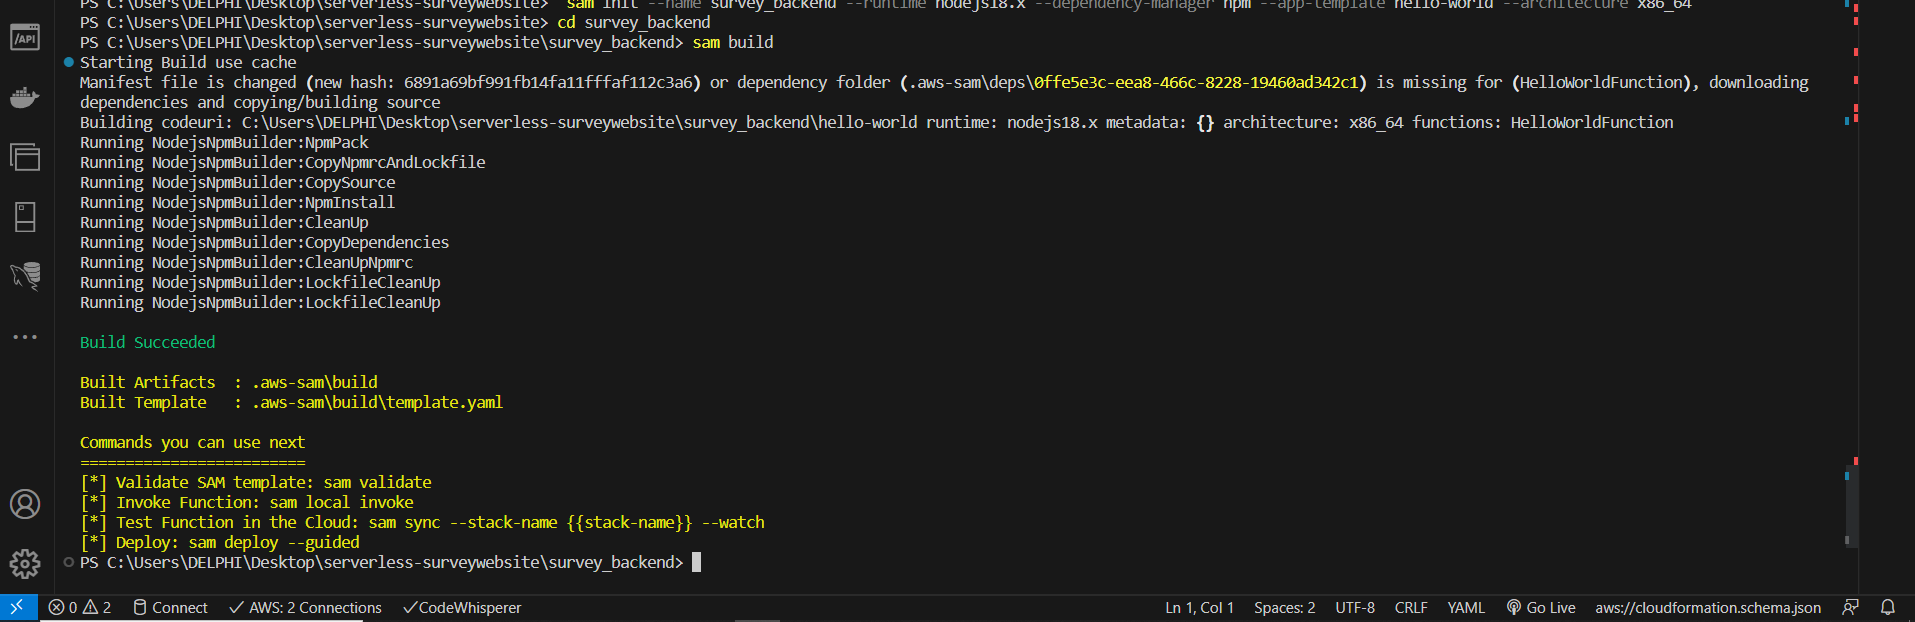 PS C:\Users\DELPHI\Desktop\serverless-surveywebsite> sam init --name survey_backend --runtime nodejs18.x --dependency-manager npm --app-template hello-world --architecture x86_64
PS C:\Users\DELPHI\Desktop\serverless-surveywebsite> cd survey_backend
PS C:\Users\DELPHI\Desktop\serverless-surveywebsite\survey_backend> sam build
Starting Build use cache
Manifest file is changed (new hash: 6891a69bf991fb14fa11fffaf112c3a6) or dependency folder (.aws-sam\deps\0ffe5e3c-eea8-466c-8228-19460ad342c1) is missing for (HelloWorldFunction), downloading
dependencies and copying/building source
Building codeuri: C:\Users\DELPHI\Desktop\serverless-surveywebsite\survey_backend\hello-world runtime: nodejs18.x metadata: {} architecture: x86_64 functions: HelloWorldFunction
Running NodejsNpmBuilder:NpmPack
Running NodejsNpmBuilder:CopyNpmrcAndLockfile
Running NodejsNpmBuilder:CopySource
Running NodejsNpmBuilder:NpmInstall
Running NodejsNpmBuilder:CleanUp
Running NodejsNpmBuilder:CopyDependencies
Running NodejsNpmBuilder:CleanUpNpmrc
Running NodejsNpmBuilder:LockfileCleanUp
Running NodejsNpmBuilder:LockfileCleanUp
Build Succeeded
Built Artifacts  : .aws-sam\build
Built Template   : .aws-sam\build\template.yaml
Commands you can use next
=========================
[*] Validate SAM template: sam validate
[*] Invoke Function: sam local invoke
[*] Test Function in the Cloud: sam sync --stack-name {{stack-name}} --watch
[*] Deploy: sam deploy --guided
PS C:\Users\DELPHI\Desktop\serverless-surveywebsite\survey_backend>
/API
0 2 Connect AWS: 2 Connections CodeWhisperer Ln 1, Col 1 Spaces: 2 UTF-8 CRLF YAML Go Live aws://cloudformation.schema.json